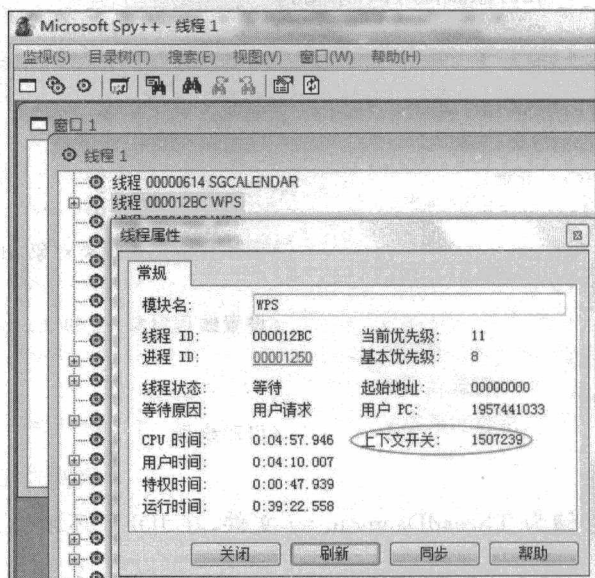 Microsoft Spy++ - 线程 1
监视(S) 目录树(T) 搜索(E) 视图(V) 窗口(W) 帮助(H)
窗口 1
线程 1
线程 00000614 SGCALENDAR
线程 000012BC WPS
线程属性
常规
模块名: WPS
线程 ID: 000012BC 当前优先级: 11
进程 ID: 00001250 基本优先级: 8
线程状态: 等待 起始地址: 00000000
等待原因: 用户请求 用户 PC: 1957441033
CPU 时间: 0:04:57.946 上下文开关: 1507239
用户时间: 0:04:10.007
特权时间: 0:00:47.939
运行时间: 0:39:22.558
关闭 刷新 同步 帮助